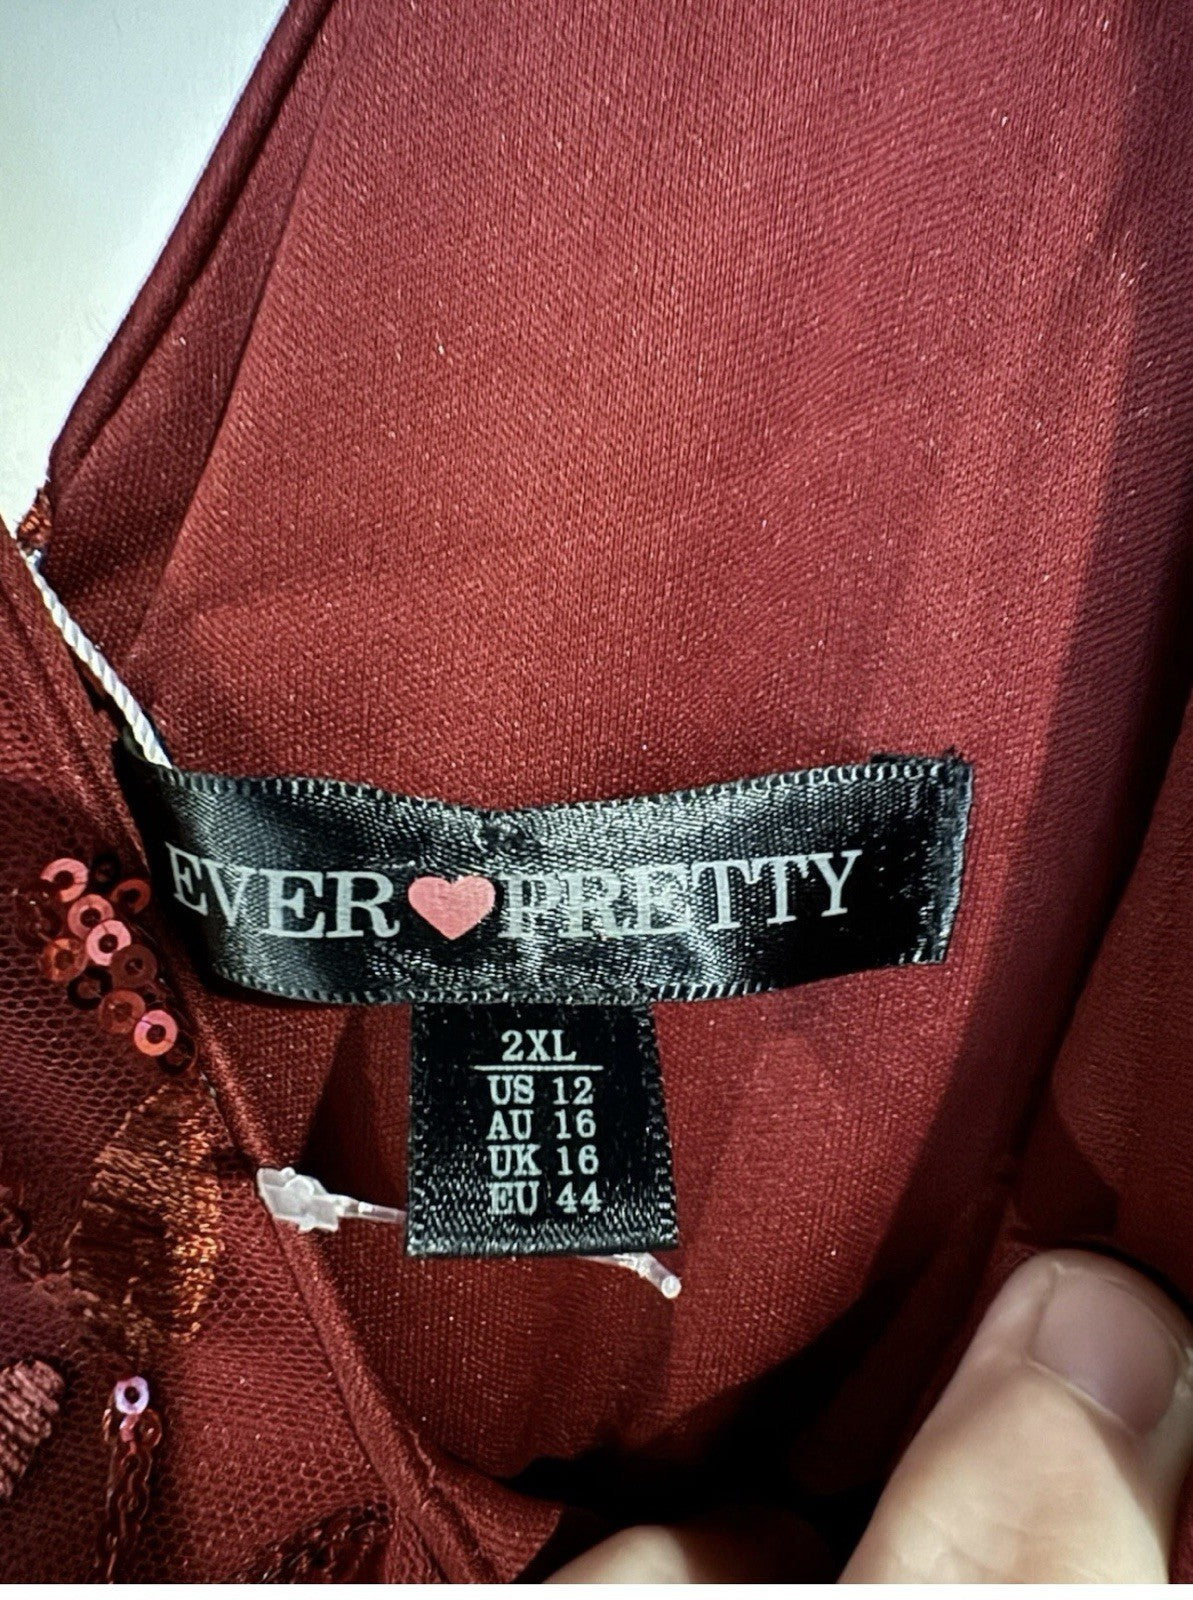 EVER PRETTY
2XL
US 12
AU 16
UK 16
EU 44